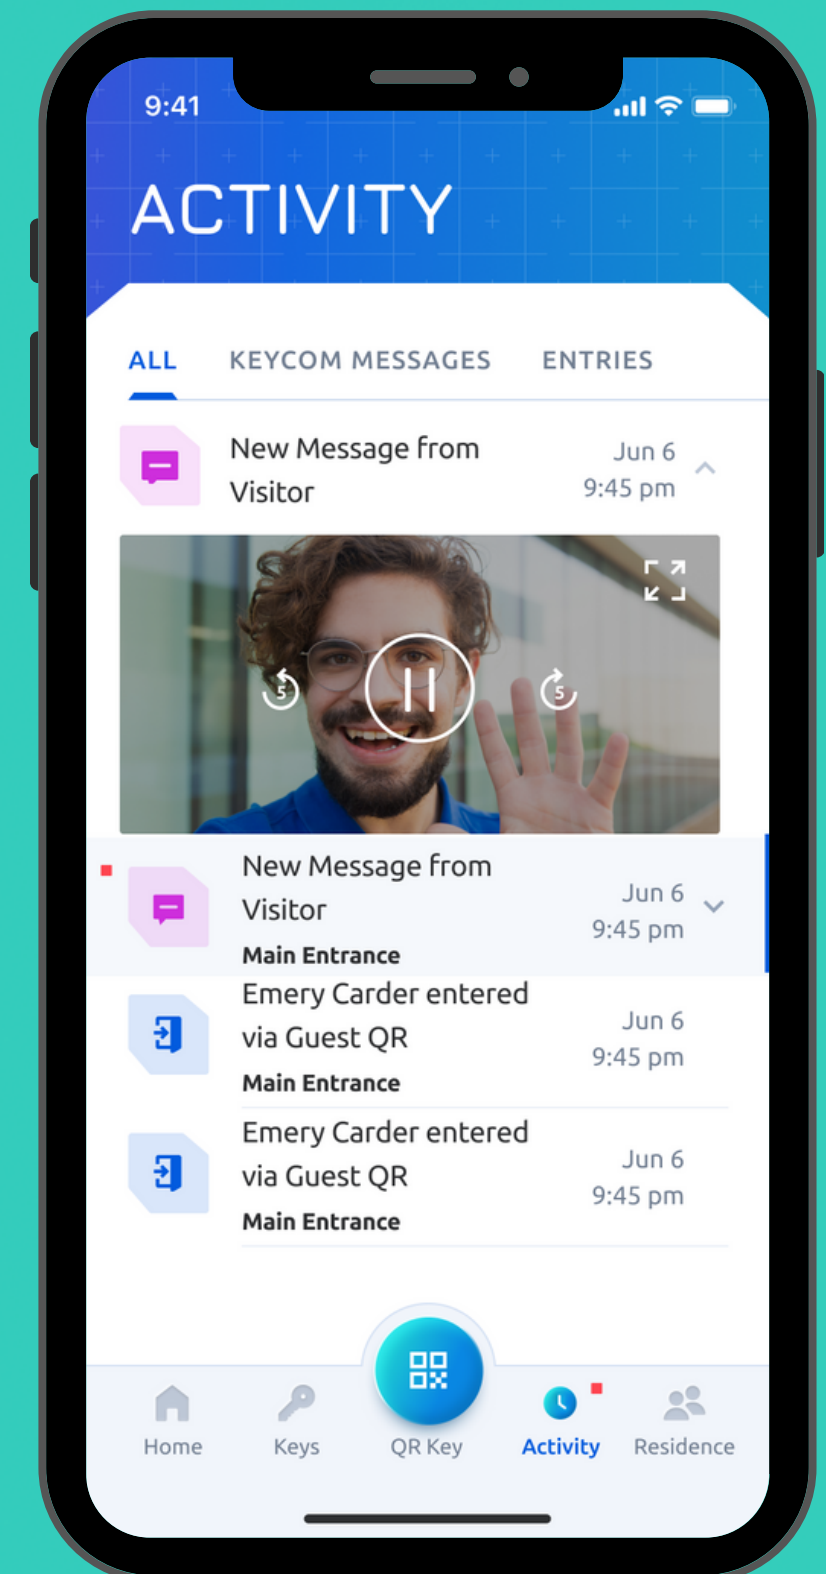 9:41
ACTIVITY
ALL KEYCOM MESSAGES ENTRIES
New Message from
Visitor
Jun 6
9:45 pm
5 5
New Message from
Visitor
Main Entrance
Jun 6
9:45 pm
Emery Carder entered
via Guest QR
Main Entrance
Jun 6
9:45 pm
Emery Carder entered
via Guest QR
Main Entrance
Jun 6
9:45 pm
Home Keys QR Key Activity Residence